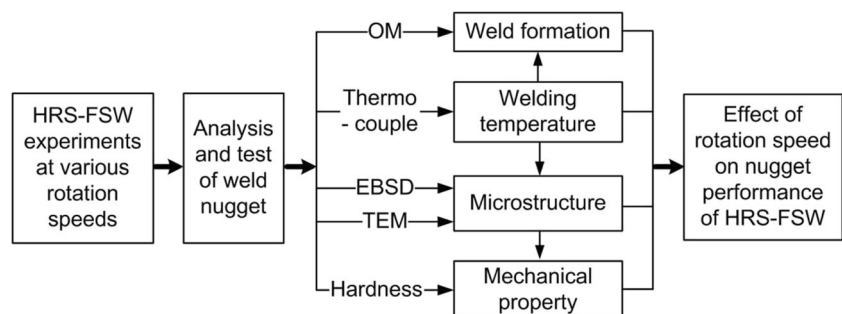 HRS-FSW
experiments
at various
rotation
speeds
Analysis
and test
of weld
nugget
OM
Thermo
- couple
EBSD
TEM
Hardness
Weld formation
Welding
temperature
Microstructure
Mechanical
property
Effect of
rotation speed
on nugget
performance
of HRS-FSW